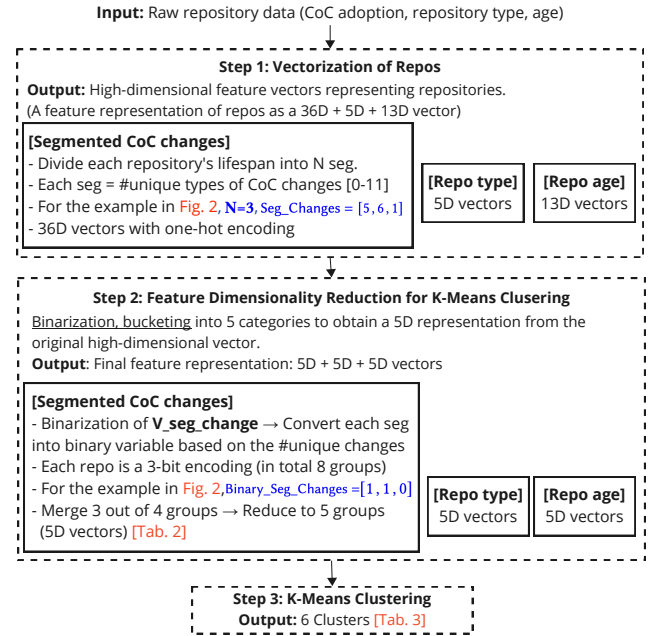 Input: Raw repository data (CoC adoption, repository type, age)
Step 1: Vectorization of Repos
Output: High-dimensional feature vectors representing repositories.
(A feature representation of repos as a 36D + 5D + 13D vector)
[Segmented CoC changes]
- Divide each repository's lifespan into N seg.
- Each seg = #unique types of CoC changes [0-11]
- For the example in Fig. 2, N=3, Seg_Changes = [5, 6, 1]
- 36D vectors with one-hot encoding
[Repo type]
5D vectors
[Repo age]
13D vectors
Step 2: Feature Dimensionality Reduction for K-Means Clusering
Binarization, bucketing into 5 categories to obtain a 5D representation from the
original high-dimensional vector.
Output: Final feature representation: 5D + 5D + 5D vectors
[Segmented CoC changes]
- Binarization of V_seg_change → Convert each seg
into binary variable based on the #unique changes
- Each repo is a 3-bit encoding (in total 8 groups)
- For the example in Fig. 2, Binary_Seg_Changes =[1, 1, 0]
- Merge 3 out of 4 groups → Reduce to 5 groups
(5D vectors) [Tab. 2]
[Repo type]
5D vectors
[Repo age]
5D vectors
Step 3: K-Means Clustering
Output: 6 Clusters [Tab. 3]